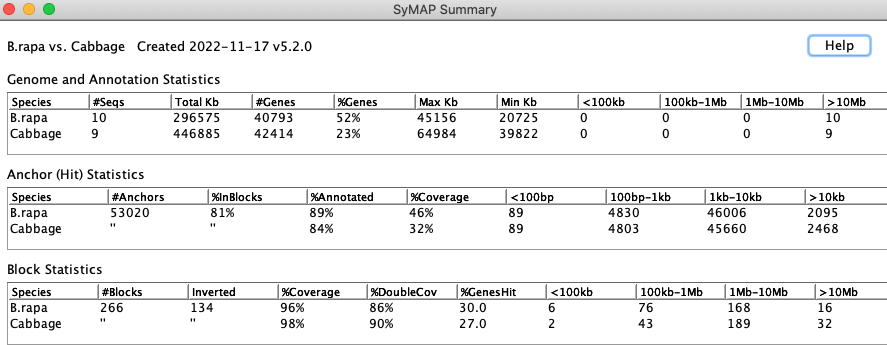 SyMAP Summary
B.rapa vs. Cabbage Created 2022-11-17 v5.2.0 Help
Genome and Annotation Statistics
Species #Seqs Total Kb #Genes %Genes Max Kb Min Kb <100kb 100kb-1Mb 1Mb-10Mb >10Mb
B.rapa 10 296575 40793 52% 45156 20725 0 0 0 10
Cabbage 9 446885 42414 23% 64984 39822 0 0 0 9
Anchor (Hit) Statistics
Species #Anchors %InBlocks %Annotated %Coverage <100bp 100bp-1kb 1kb-10kb >10kb
B.rapa 53020 81% 89% 46% 89 4830 46006 2095
Cabbage " " 84% 32% 89 4803 45660 2468
Block Statistics
Species #Blocks Inverted %Coverage %DoubleCov %GenesHit <100kb 100kb-1Mb 1Mb-10Mb >10Mb
B.rapa 266 134 96% 86% 30.0 6 76 168 16
Cabbage " " 98% 90% 27.0 2 43 189 32